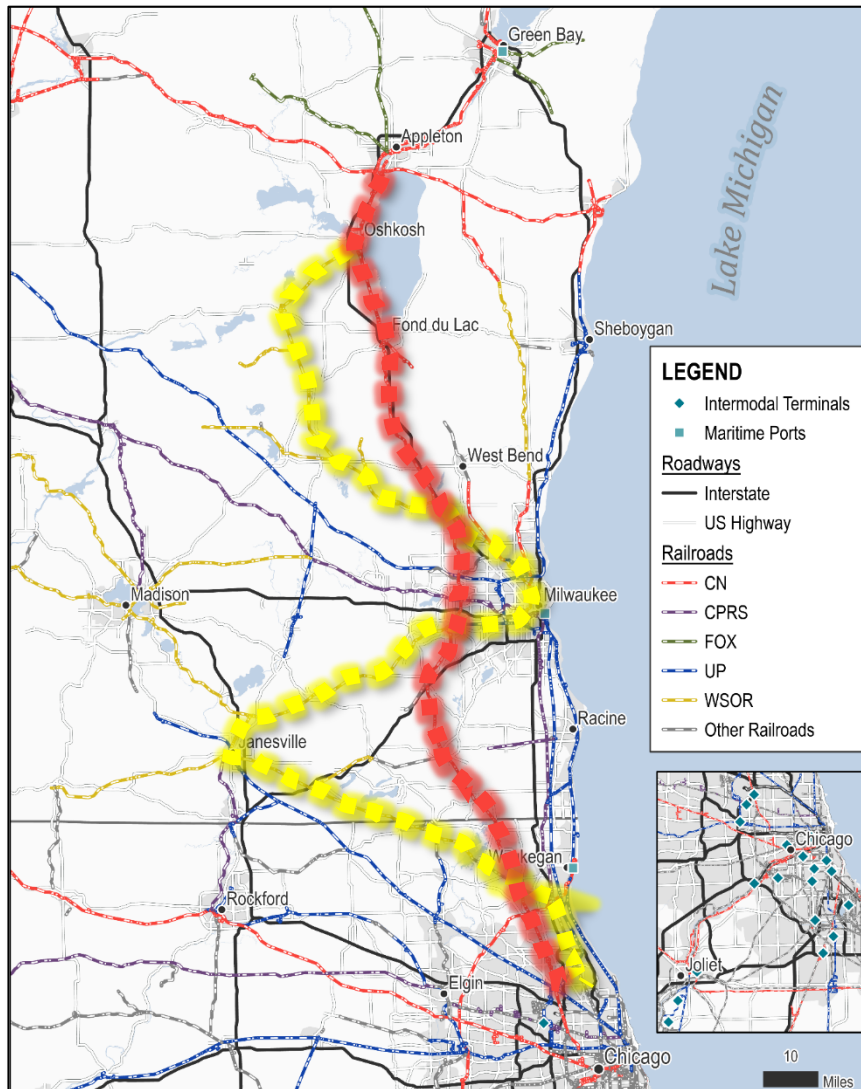 Green Bay
Appleton
Lake Michigan
Oshkosh
Fond du Lac
Sheboygan
LEGEND
Intermodal Terminals
Maritime Ports
Roadways
Interstate
US Highway
Railroads
CN
CPRS
FOX
UP
WSOR
Other Railroads
West Bend
Madison
Milwaukee
Racine
Janesville
Waukegan
Chicago
Rockford
Joliet
Elgin
10
Miles
Chicago